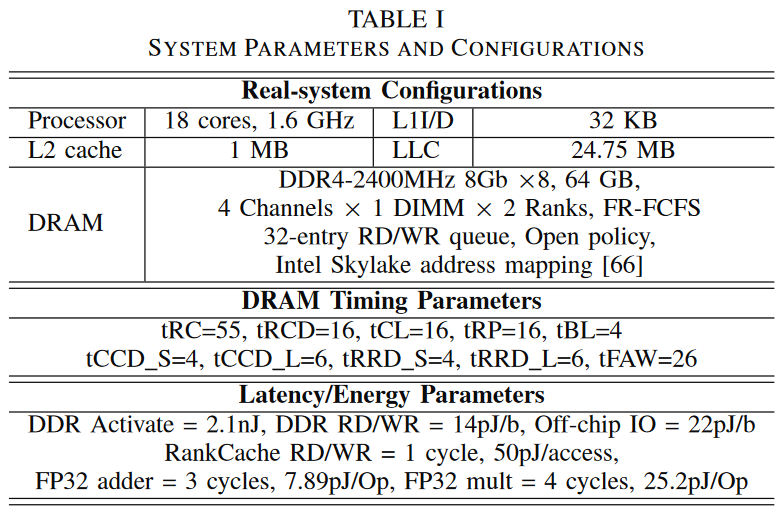 TABLE I
SYSTEM PARAMETERS AND CONFIGURATIONS
Real-system Configurations
Processor 18 cores, 1.6 GHz L1I/D 32 KB
L2 cache 1 MB LLC 24.75 MB
DRAM
DDR4-2400MHz 8Gb ×8, 64 GB,
4 Channels × 1 DIMM × 2 Ranks, FR-FCFS
32-entry RD/WR queue, Open policy,
Intel Skylake address mapping [66]
DRAM Timing Parameters
tRC=55, tRCD=16, tCL=16, tRP=16, tBL=4
tCCD_S=4, tCCD_L=6, tRRD_S=4, tRRD_L=6, tFAW=26
Latency/Energy Parameters
DDR Activate = 2.1nJ, DDR RD/WR = 14pJ/b, Off-chip IO = 22pJ/b
RankCache RD/WR = 1 cycle, 50pJ/access,
FP32 adder = 3 cycles, 7.89pJ/Op, FP32 mult = 4 cycles, 25.2pJ/Op